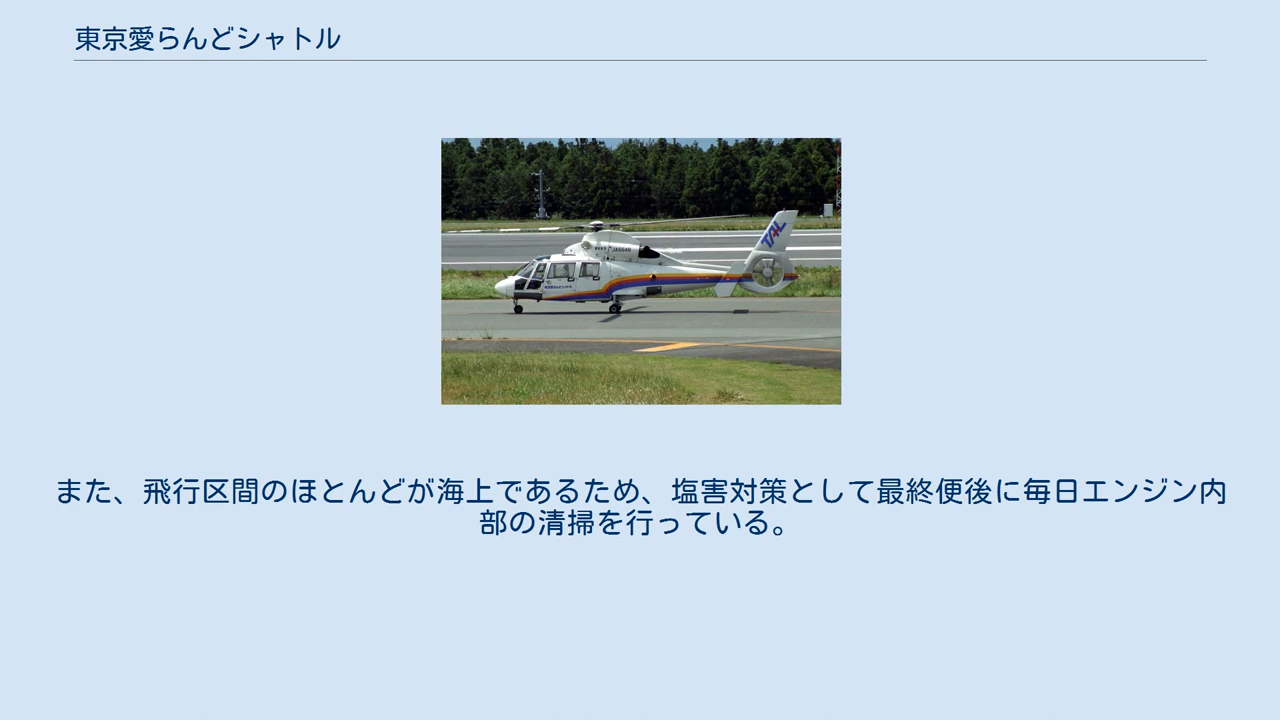 東京愛らんどシャトル
TAL
また、飛行区間のほとんどが海上であるため、塩害対策として最終便後に毎日エンジン内
部の清掃を行っている。